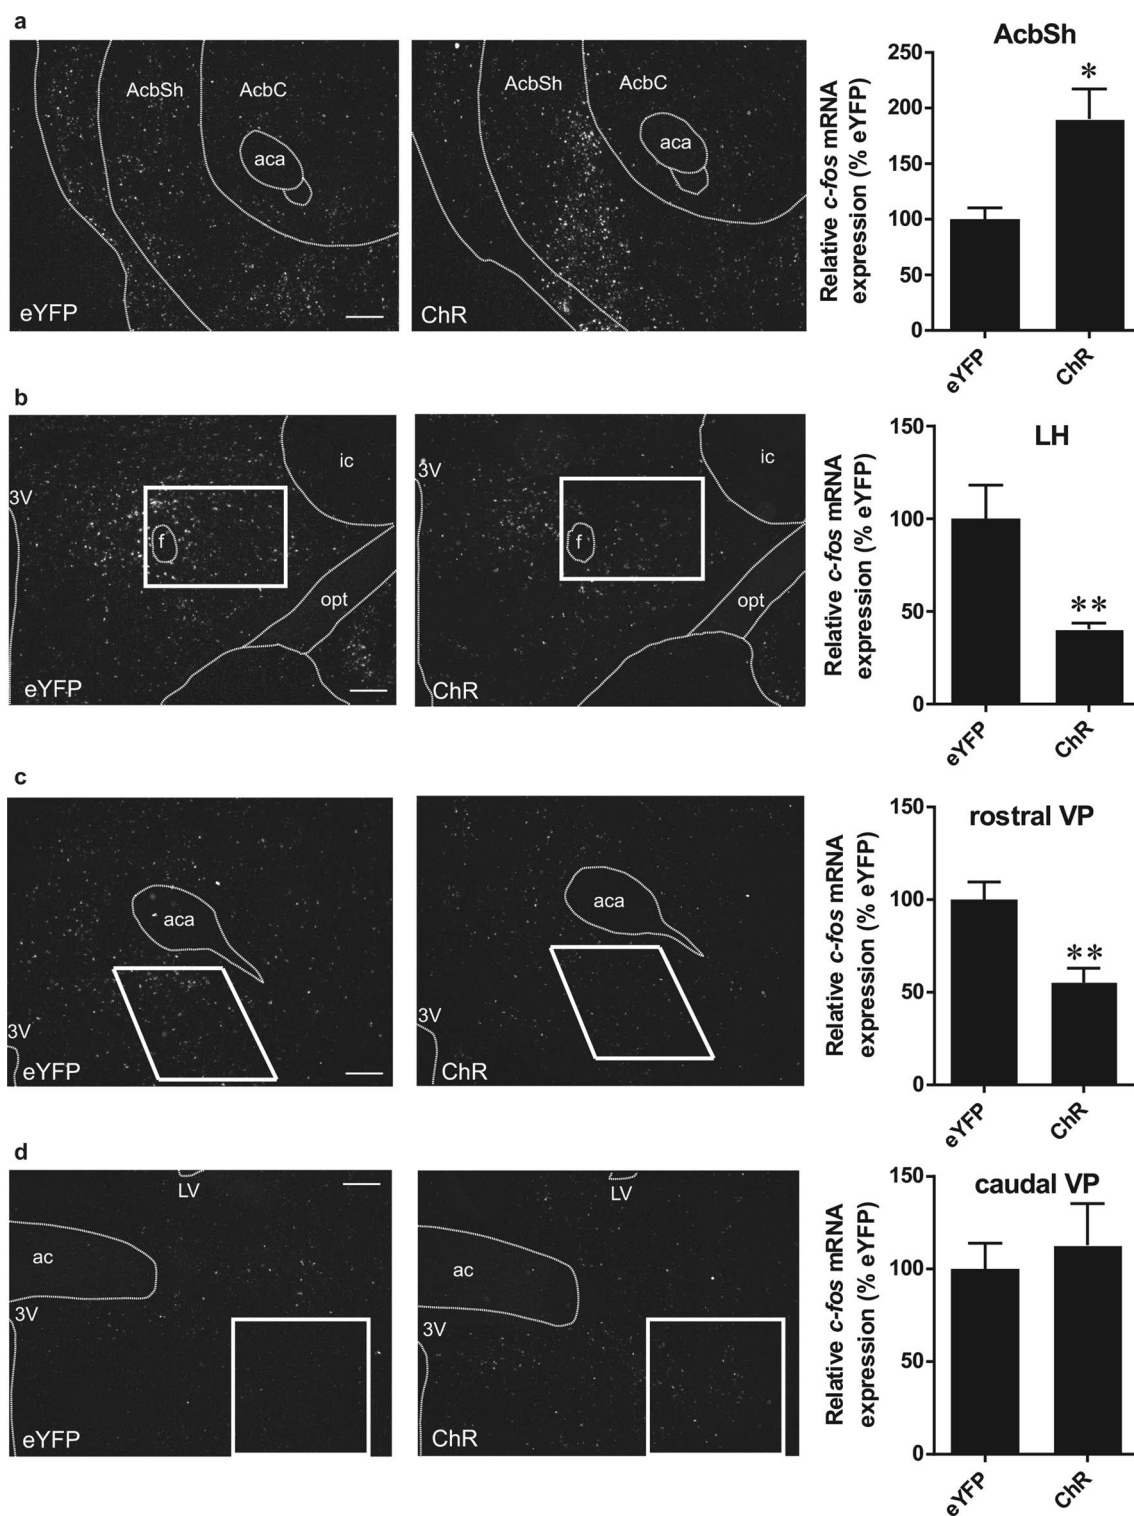 a
AcbSh
AcbC
aca
eYFP
AcbSh
AcbC
aca
ChR
AcbSh
Relative c-fos mRNA
expression (% eYFP)
250
200
150
100
50
0
*
eYFP
ChR
b
3V
ic
f
opt
eYFP
3V
ic
f
opt
ChR
LH
Relative c-fos mRNA
expression (% eYFP)
150
100
50
0
**
eYFP
ChR
c
aca
3V
eYFP
aca
3V
ChR
rostral VP
Relative c-fos mRNA
expression (% eYFP)
150
100
50
0
**
eYFP
ChR
d
LV
ac
3V
eYFP
LV
ac
3V
ChR
caudal VP
Relative c-fos mRNA
expression (% eYFP)
150
100
50
0
eYFP
ChR